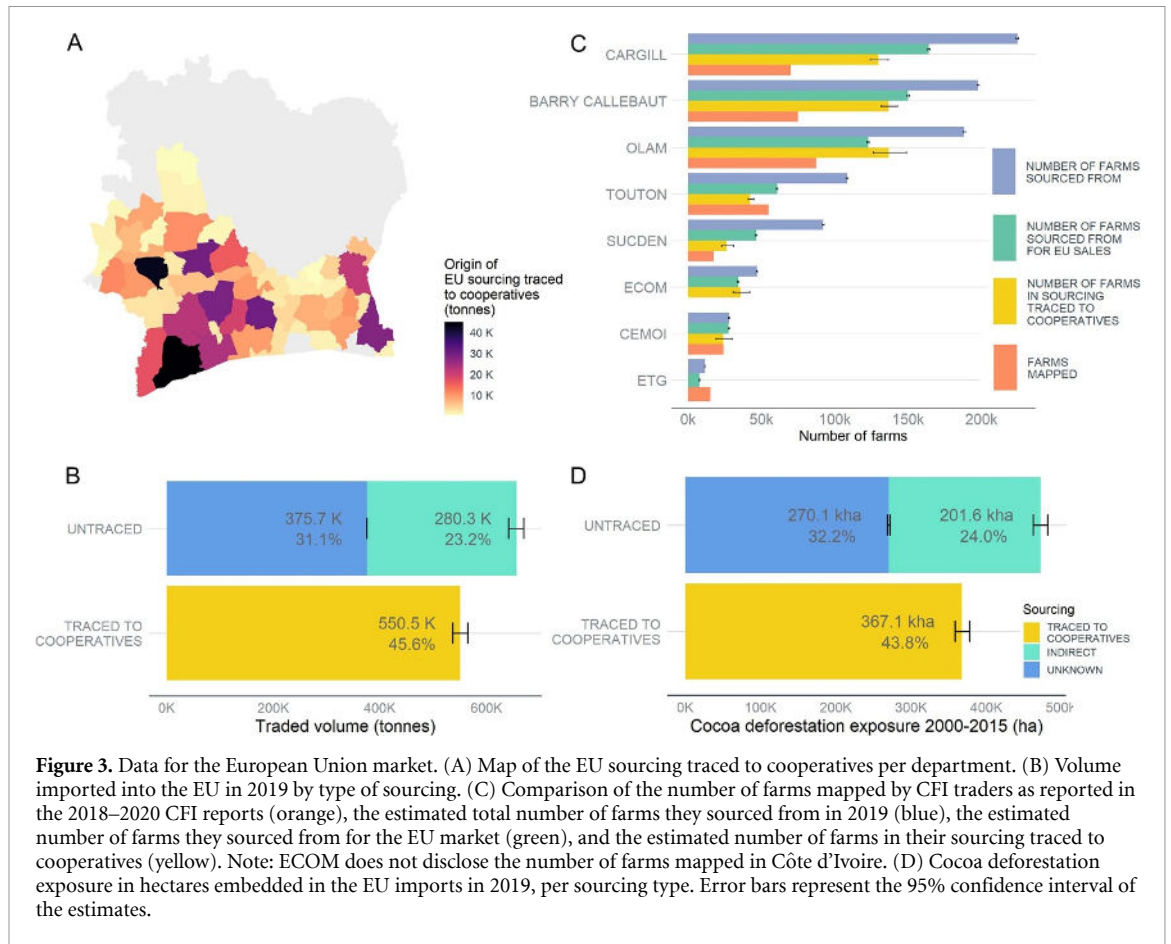 A
Origin of
EU sourcing traced
to cooperatives
(tonnes)
40 K
30 K
20 K
10 K
C
CARGILL
BARRY CALLEBAUT
OLAM
TOUTON
SUCDEN
ECOM
CEMOI
ETG
0k
50k
100k
150k
200k
Number of farms
NUMBER OF FARMS
SOURCED FROM
NUMBER OF FARMS
SOURCED FROM
FOR EU SALES
NUMBER OF FARMS
IN SOURCING
TRACED TO
COOPERATIVES
FARMS
MAPPED
B
UNTRACED
375.7 K
31.1%
280.3 K
23.2%
TRACED TO
COOPERATIVES
550.5 K
45.6%
0K
200K
400K
600K
Traded volume (tonnes)
D
UNTRACED
270.1 kha
32.2%
201.6 kha
24.0%
TRACED TO
COOPERATIVES
367.1 kha
43.8%
Sourcing
TRACED TO
COOPERATIVES
INDIRECT
UNKNOWN
0K
100K
200K
300K
400K
500K
Cocoa deforestation exposure 2000-2015 (ha)
Figure 3. Data for the European Union market. (A) Map of the EU sourcing traced to cooperatives per department. (B) Volume
imported into the EU in 2019 by type of sourcing. (C) Comparison of the number of farms mapped by CFI traders as reported in
the 2018–2020 CFI reports (orange), the estimated total number of farms they sourced from in 2019 (blue), the estimated
number of farms they sourced from for the EU market (green), and the estimated number of farms in their sourcing traced to
cooperatives (yellow). Note: ECOM does not disclose the number of farms mapped in Côte d'Ivoire. (D) Cocoa deforestation
exposure in hectares embedded in the EU imports in 2019, per sourcing type. Error bars represent the 95% confidence interval of
the estimates.